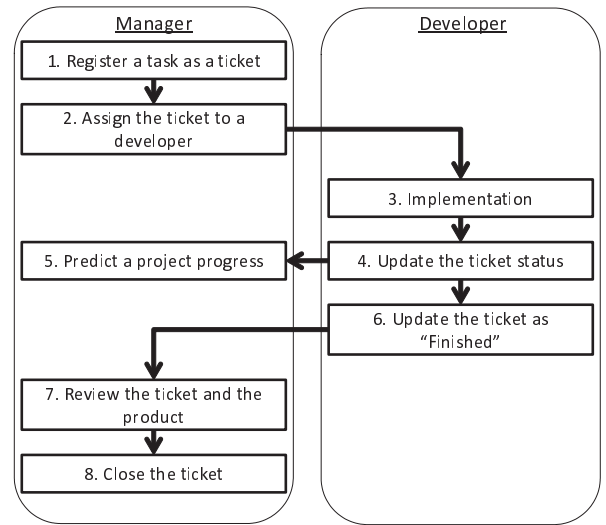 Manager
Developer
1. Register a task as a ticket
2. Assign the ticket to a
developer
3. Implementation
4. Update the ticket status
5. Predict a project progress
6. Update the ticket as
“Finished”
7. Review the ticket and the
product
8. Close the ticket